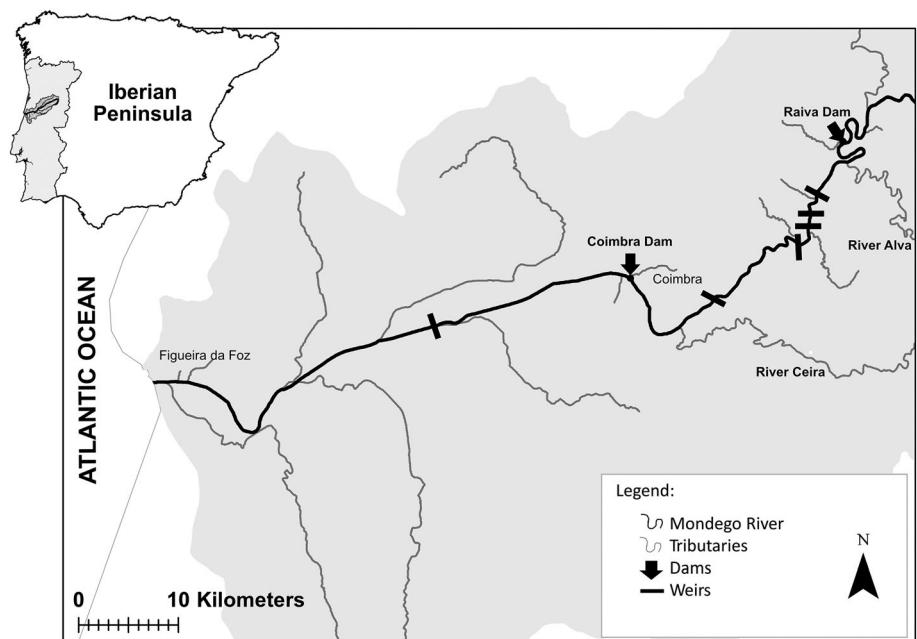 Iberian
Peninsula
Raiva Dam
River Alva
Coimbra Dam
Coimbra
River Ceira
Figueira da Foz
ATLANTIC OCEAN
Legend:
Mondego River
Tributaries
Dams
Weirs
N
0 10 Kilometers